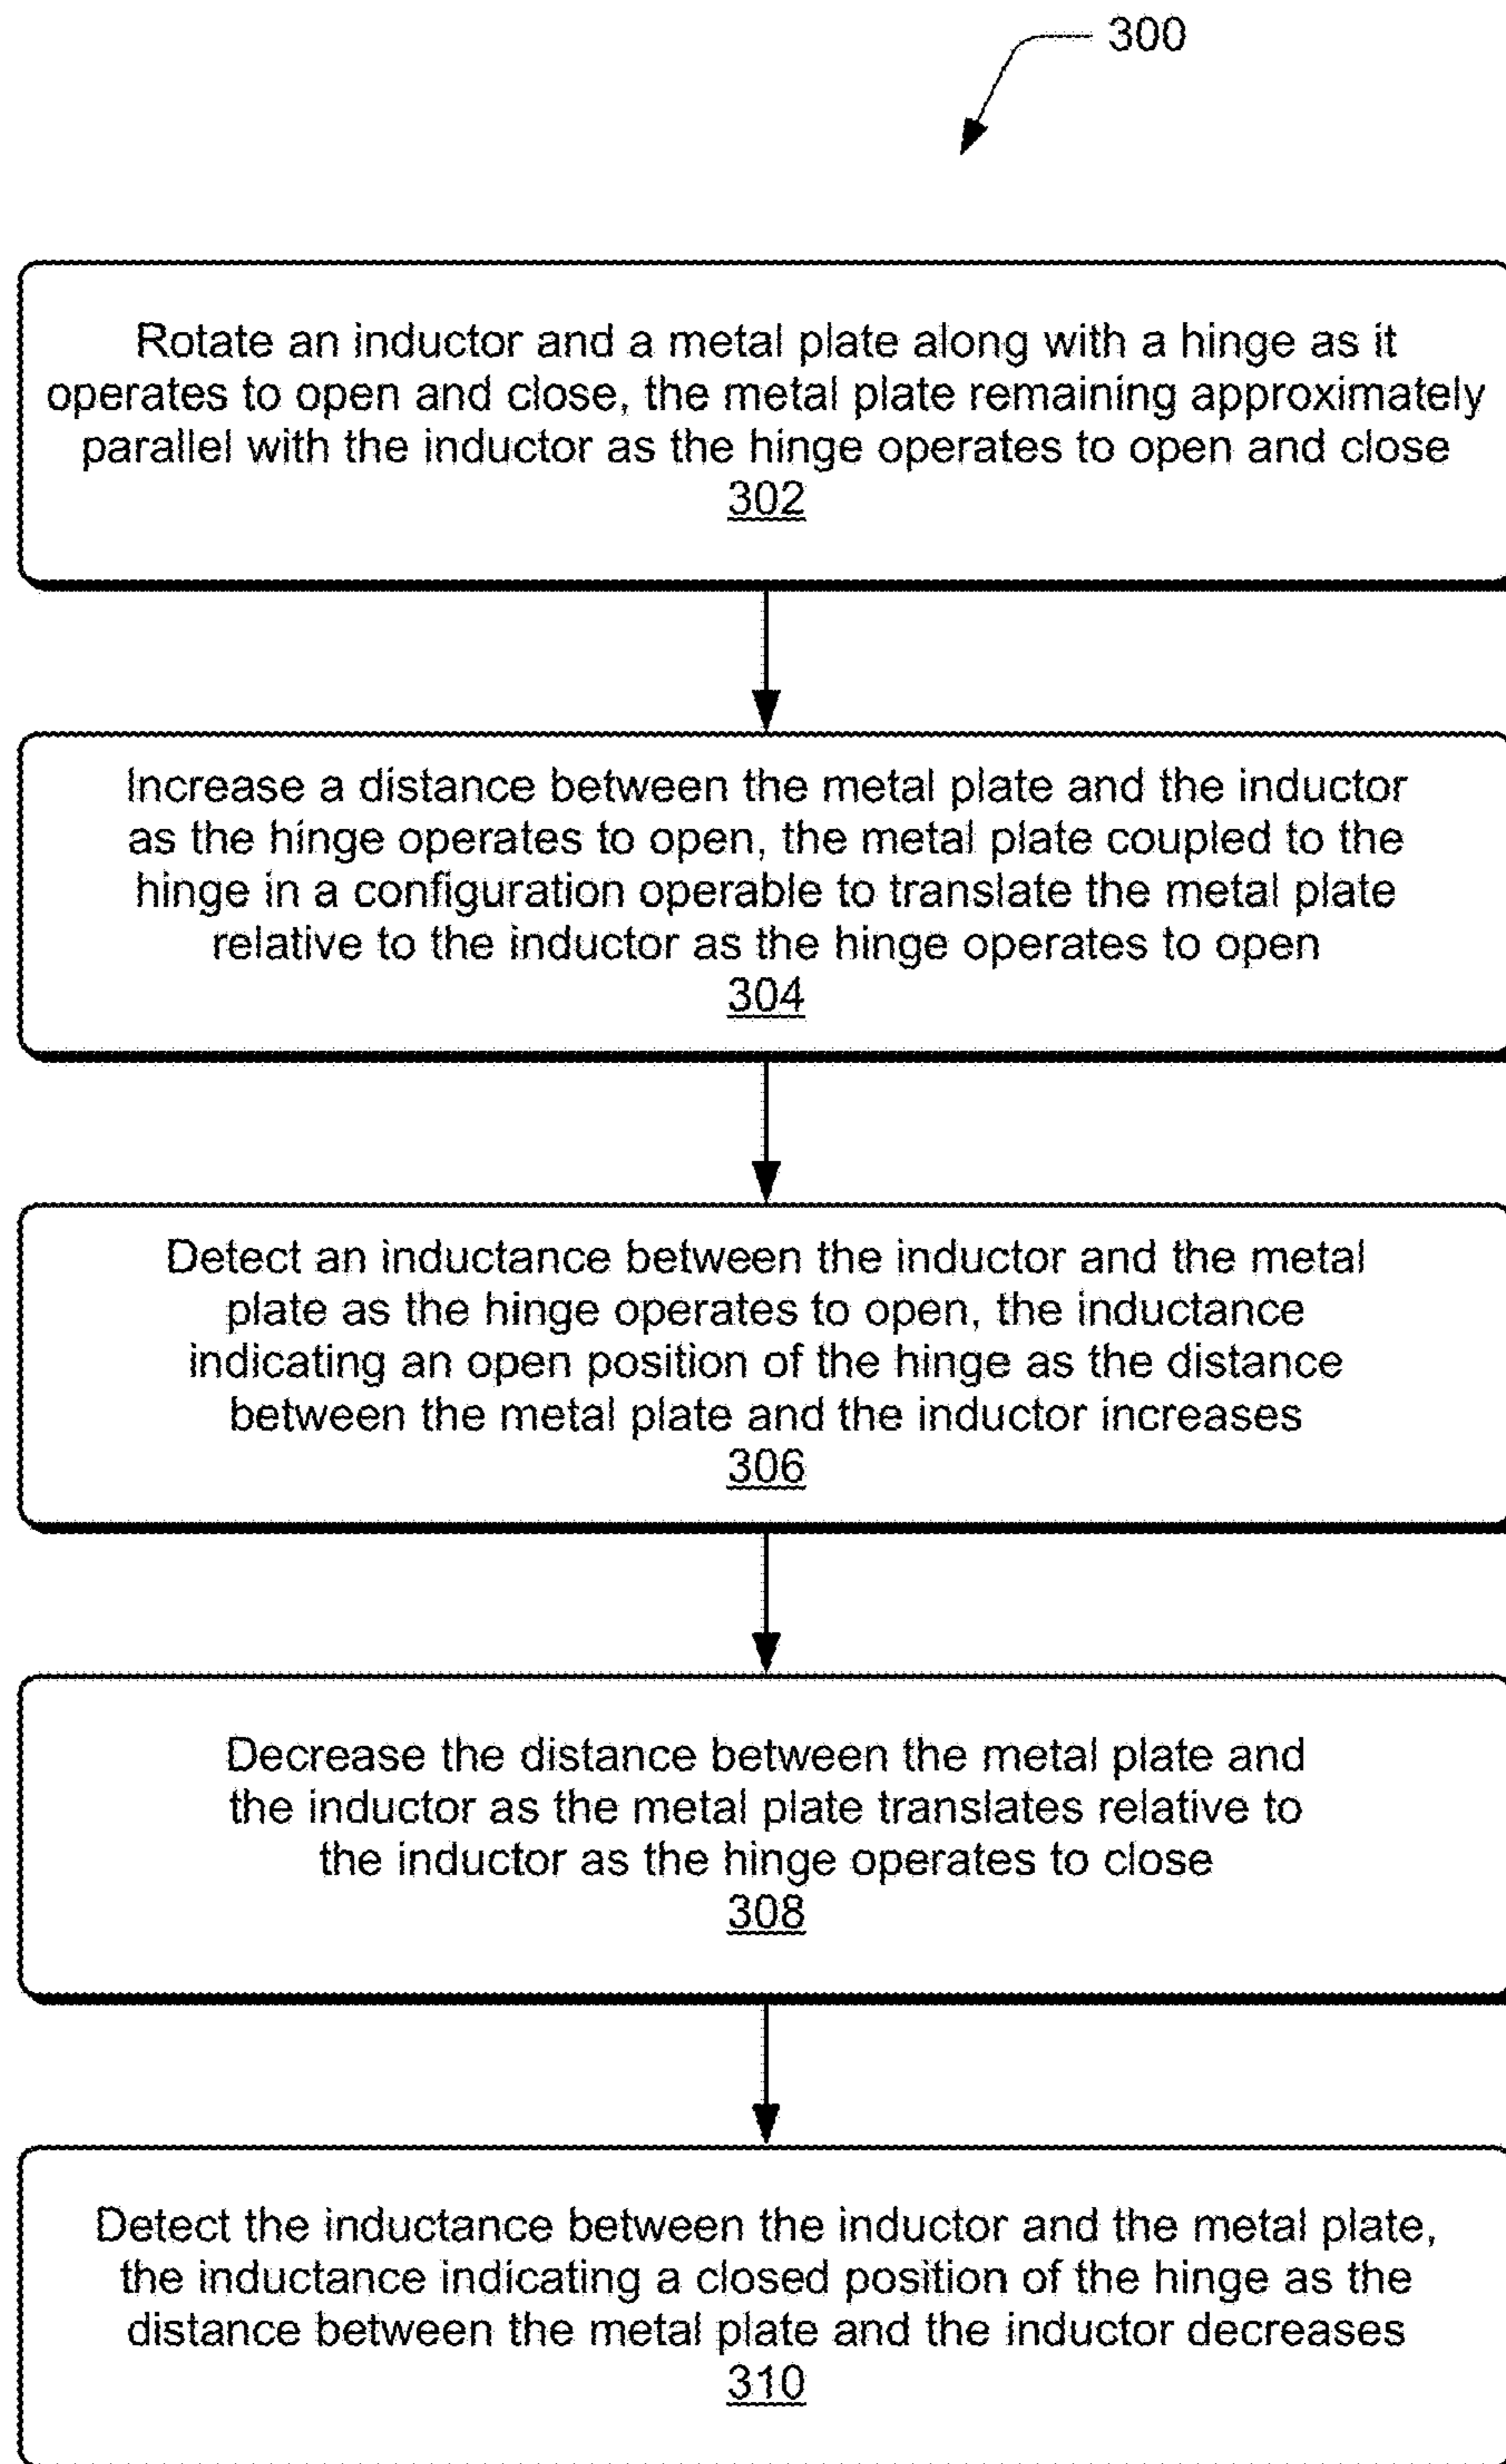 300
Rotate an inductor and a metal plate along with a hinge as it
operates to open and close, the metal plate remaining approximately
parallel with the inductor as the hinge operates to open and close
302
Increase a distance between the metal plate and the inductor
as the hinge operates to open, the metal plate coupled to the
hinge in a configuration operable to translate the metal plate
relative to the inductor as the hinge operates to open
304
Detect an inductance between the inductor and the metal
plate as the hinge operates to open, the inductance
indicating an open position of the hinge as the distance
between the metal plate and the inductor increases
306
Decrease the distance between the metal plate and
the inductor as the metal plate translates relative to
the inductor as the hinge operates to close
308
Detect the inductance between the inductor and the metal plate,
the inductance indicating a closed position of the hinge as the
distance between the metal plate and the inductor decreases
310